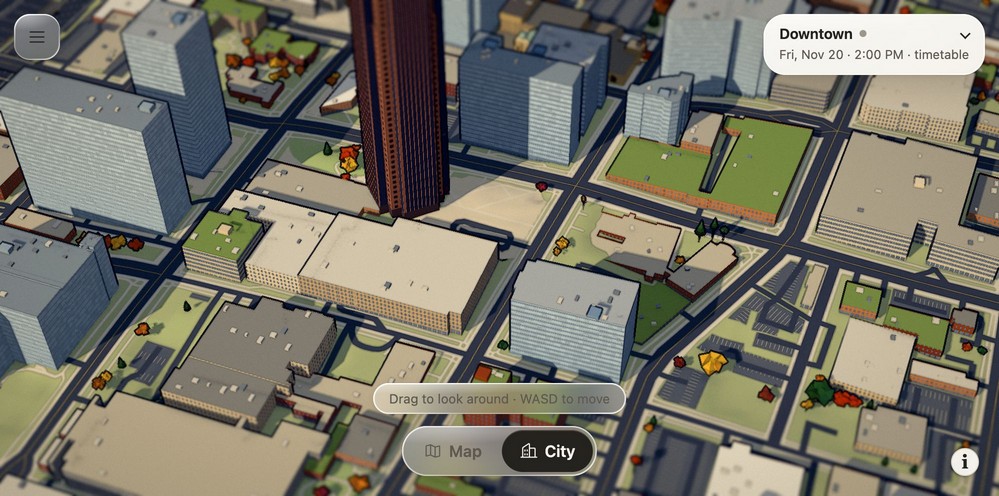 Downtown
Fri, Nov 20 · 2:00 PM · timetable
Drag to look around · WASD to move
Map
City
i